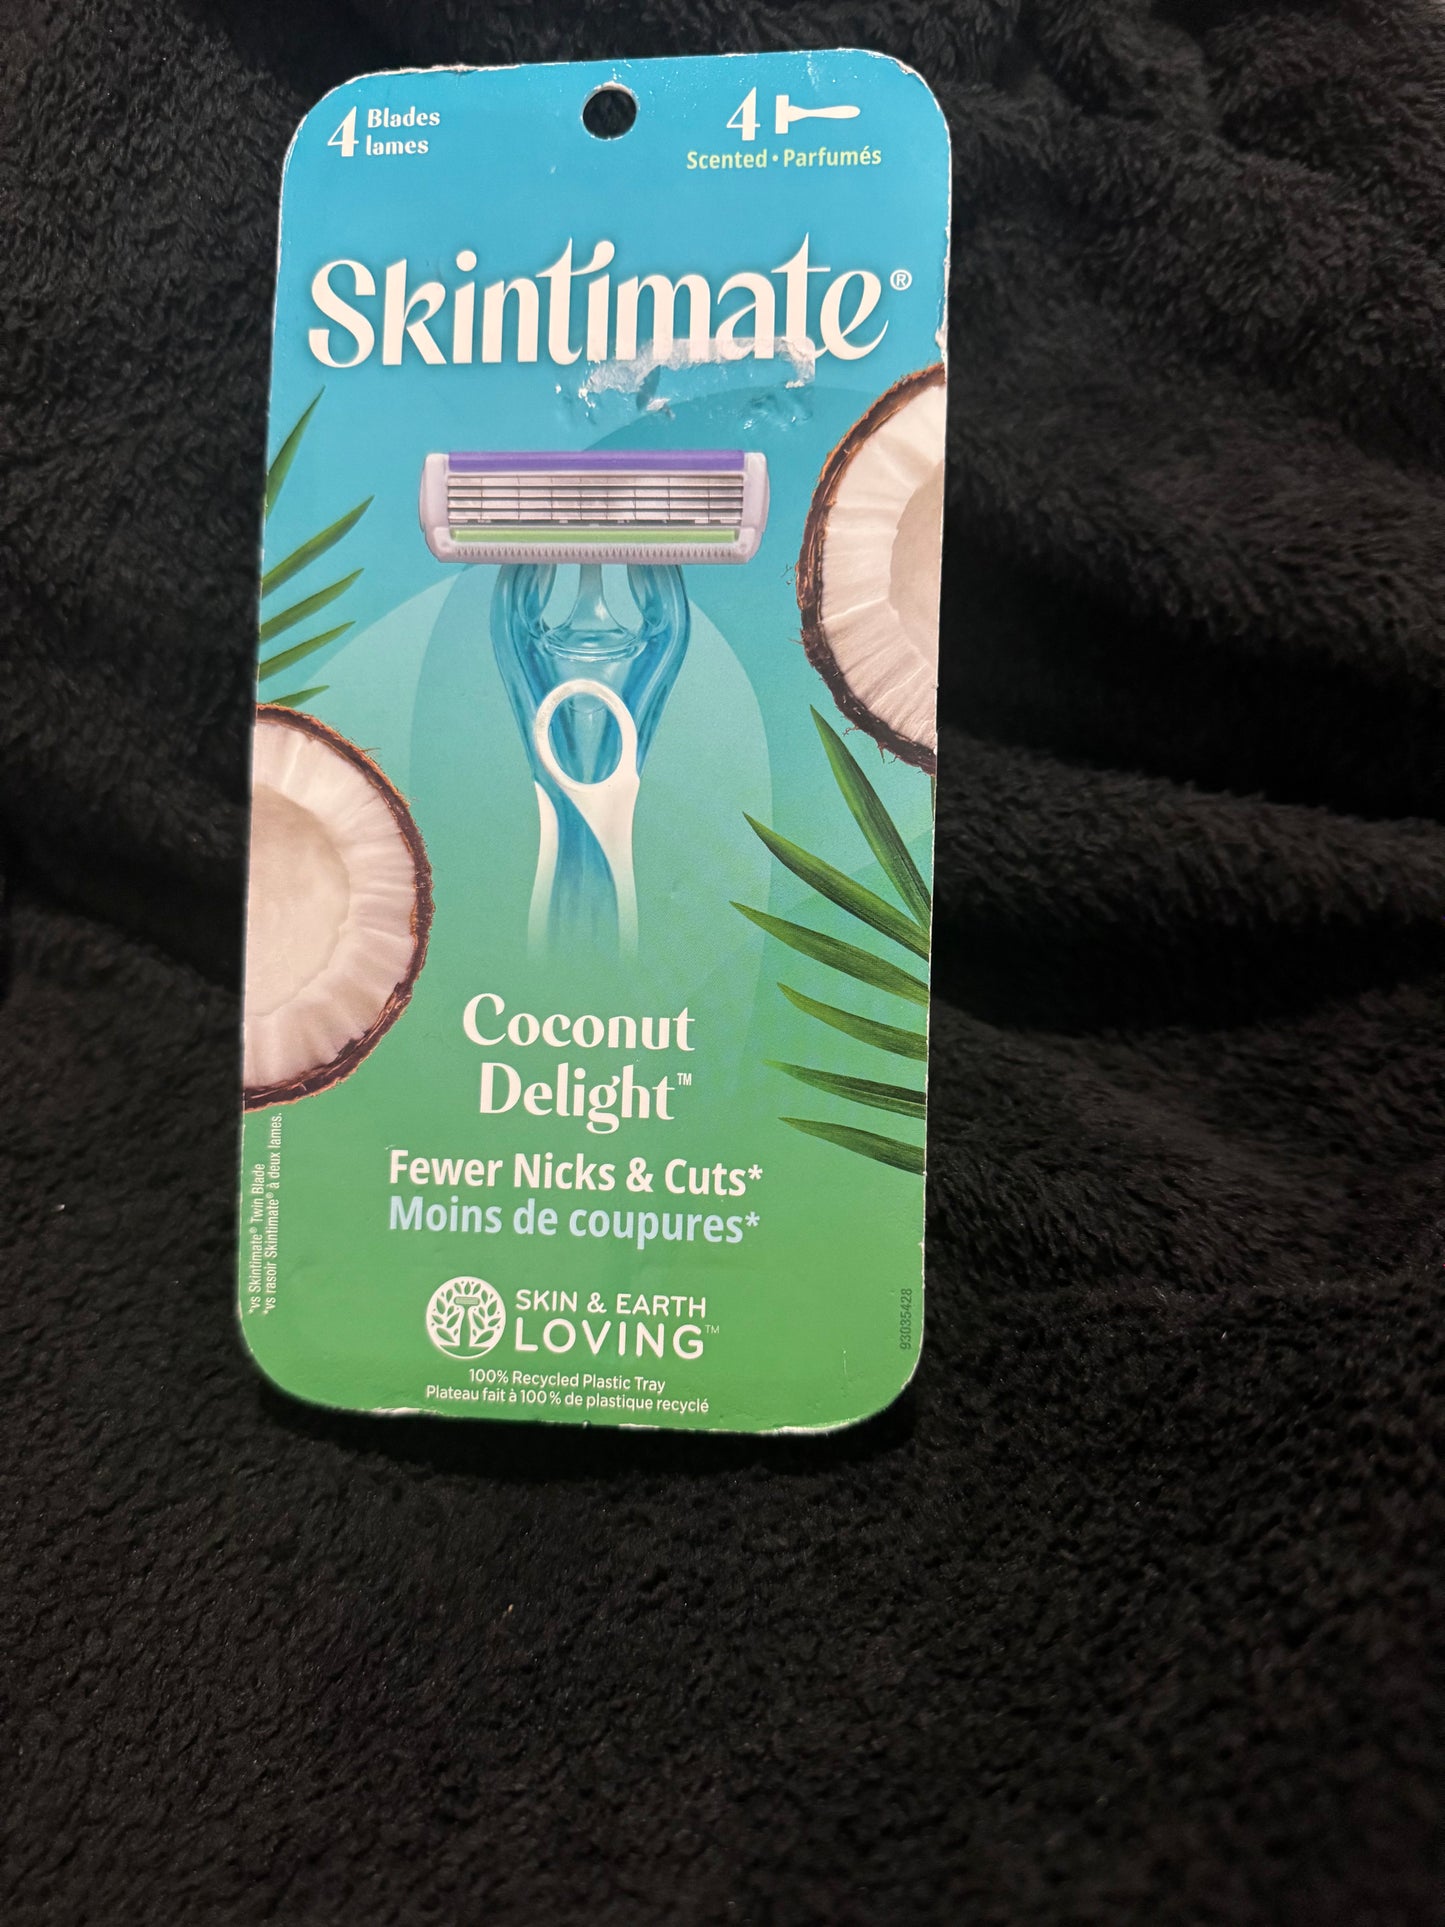 4 Blades
lames
4
Scented • Parfumés
Skintimate®
Coconut
Delight™
Fewer Nicks & Cuts*
Moins de coupures*
*vs Skintimate® Twin Blade
*vs rasoir Skintimate® à deux lames.
SKIN & EARTH
LOVING™
100% Recycled Plastic Tray
Plateau fait à 100 % de plastique recyclé
93035428